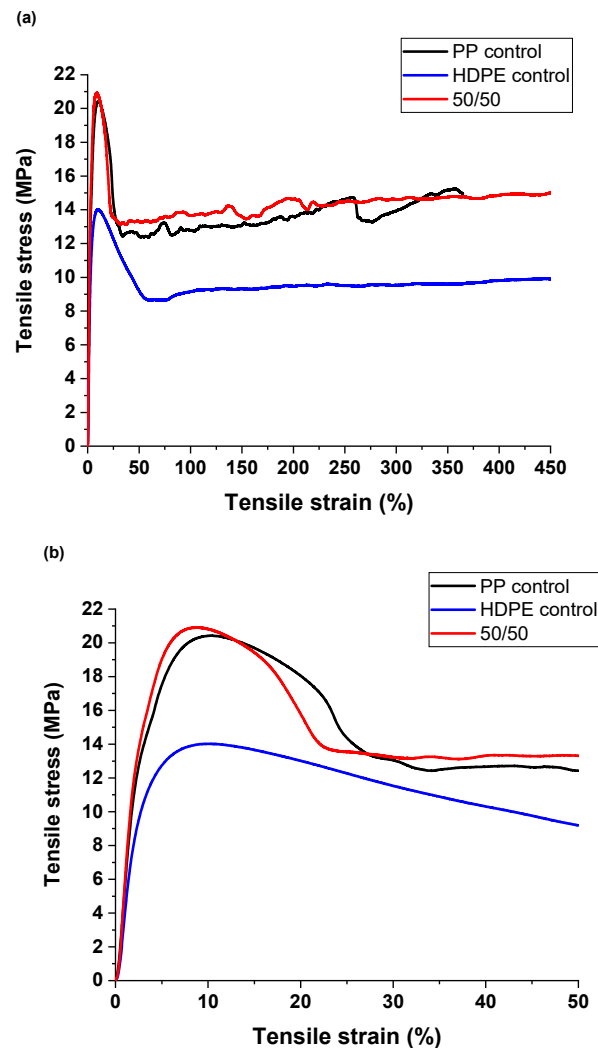 (a)
PP control
HDPE control
50/50
22
20
18
16
14
12
10
8
6
4
2
0
Tensile stress (MPa)
0 50 100 150 200 250 300 350 400 450
Tensile strain (%)
(b)
PP control
HDPE control
50/50
22
20
18
16
14
12
10
8
6
4
2
0
Tensile stress (MPa)
0 10 20 30 40 50
Tensile strain (%)